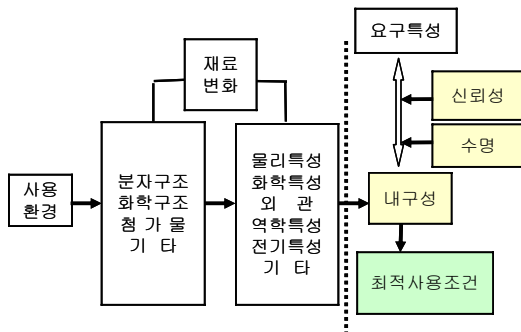 요구특성
재료
변화
신뢰성
수명
사용
환경
분자구조
화학구조
첨 가 물
기 타
물리특성
화학특성
외 관
역학특성
전기특성
기 타
내구성
최적사용조건